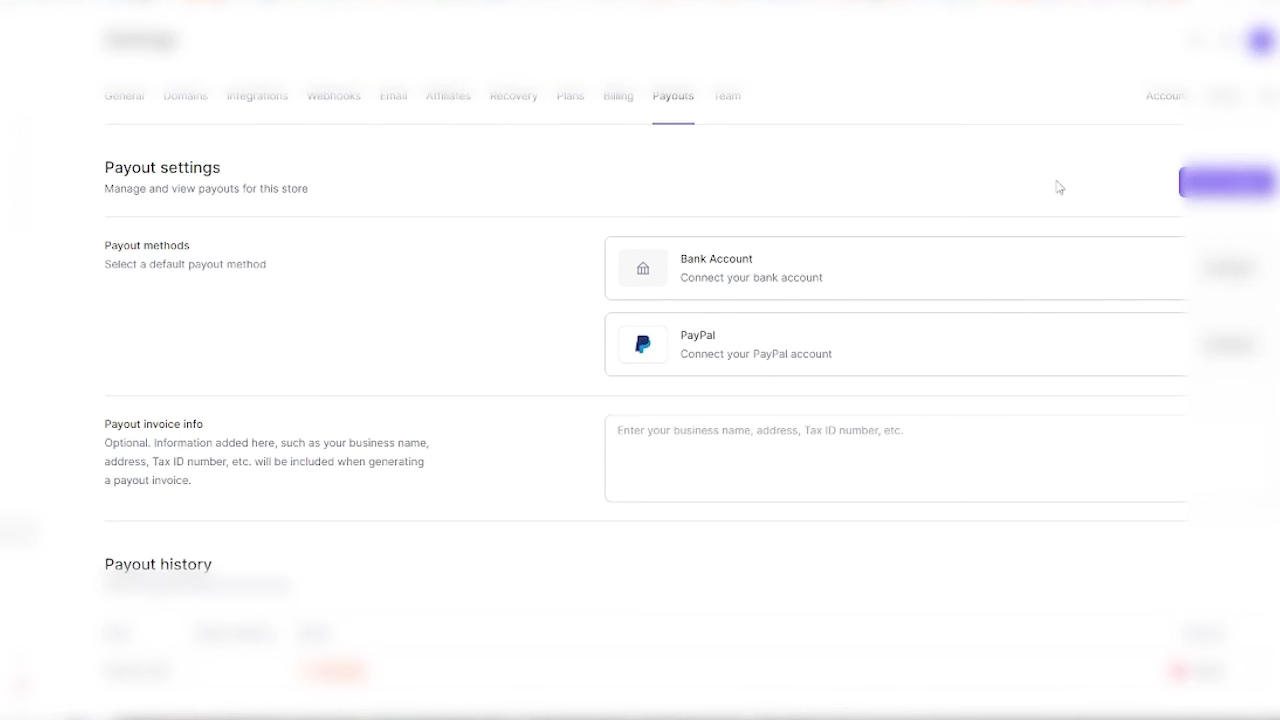 General Domains Integrations Webhooks Email Affiliates Recovery Plans Billing Payouts Team Account
Payout settings
Manage and view payouts for this store
Payout methods
Select a default payout method
Bank Account
Connect your bank account
PayPal
Connect your PayPal account
Payout invoice info
Optional. Information added here, such as your business name,
address, Tax ID number, etc. will be included when generating
a payout invoice.
Enter your business name, address, Tax ID number, etc.
Payout history